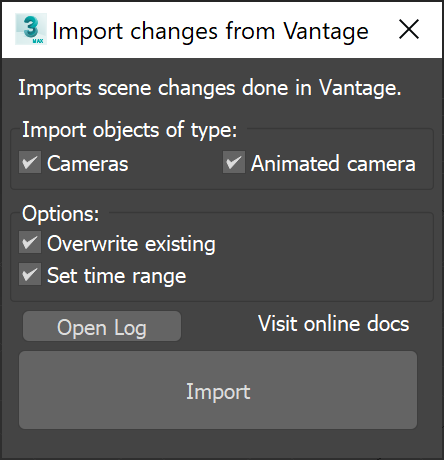 3 MAX Import changes from Vantage
Imports scene changes done in Vantage.
Import objects of type:
Cameras Animated camera
Options:
Overwrite existing
Set time range
Open Log Visit online docs
Import